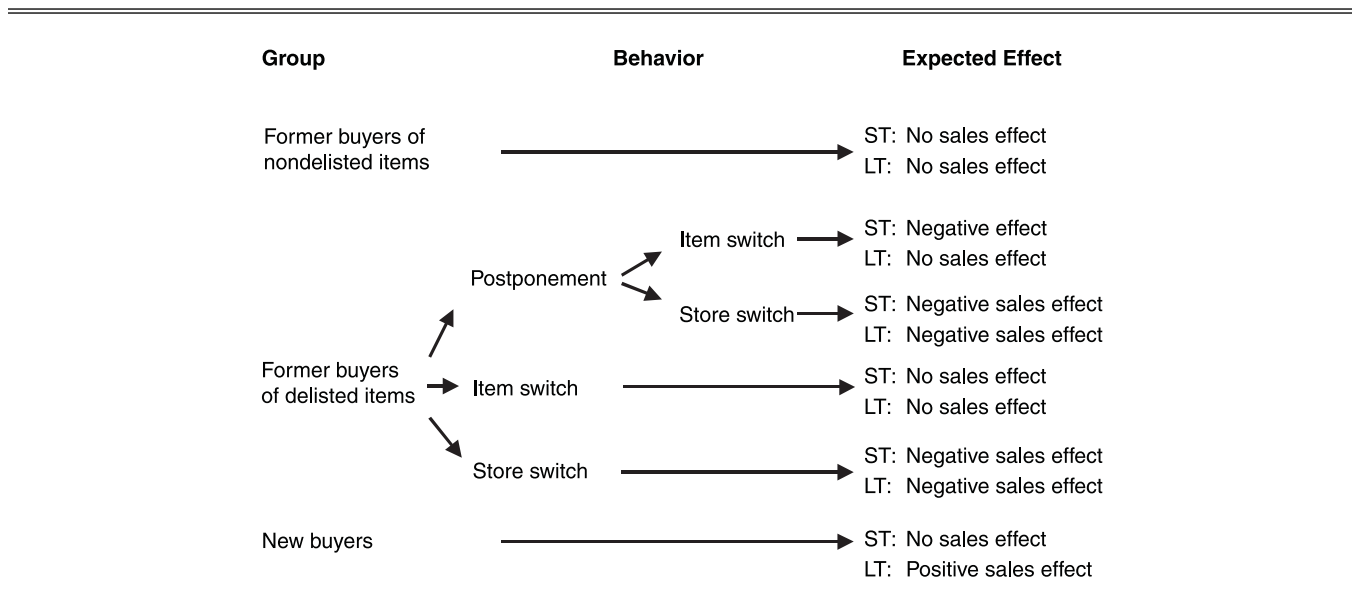 Group Behavior Expected Effect
Former buyers of
nondelisted items
ST: No sales effect
LT: No sales effect
Postponement
Item switch
ST: Negative effect
LT: No sales effect
Store switch
ST: Negative sales effect
LT: Negative sales effect
Former buyers
of delisted items
Item switch
ST: No sales effect
LT: No sales effect
Store switch
ST: Negative sales effect
LT: Negative sales effect
New buyers
ST: No sales effect
LT: Positive sales effect